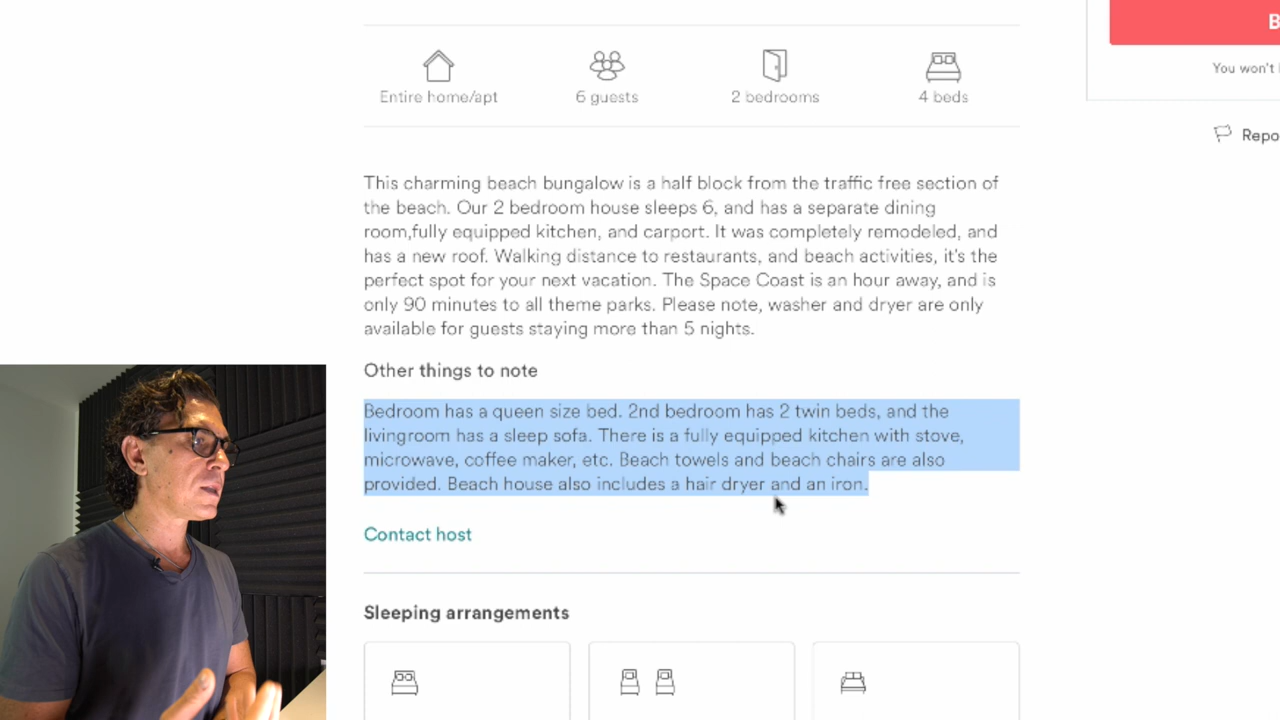 B
You won't
Entire home/apt
6 guests
2 bedrooms
4 beds
Repo
This charming beach bungalow is a half block from the traffic free section of
the beach. Our 2 bedroom house sleeps 6, and has a separate dining
room,fully equipped kitchen, and carport. It was completely remodeled, and
has a new roof. Walking distance to restaurants, and beach activities, it's the
perfect spot for your next vacation. The Space Coast is an hour away, and is
only 90 minutes to all theme parks. Please note, washer and dryer are only
available for guests staying more than 5 nights.
Other things to note
Bedroom has a queen size bed. 2nd bedroom has 2 twin beds, and the
livingroom has a sleep sofa. There is a fully equipped kitchen with stove,
microwave, coffee maker, etc. Beach towels and beach chairs are also
provided. Beach house also includes a hair dryer and an iron.
Contact host
Sleeping arrangements